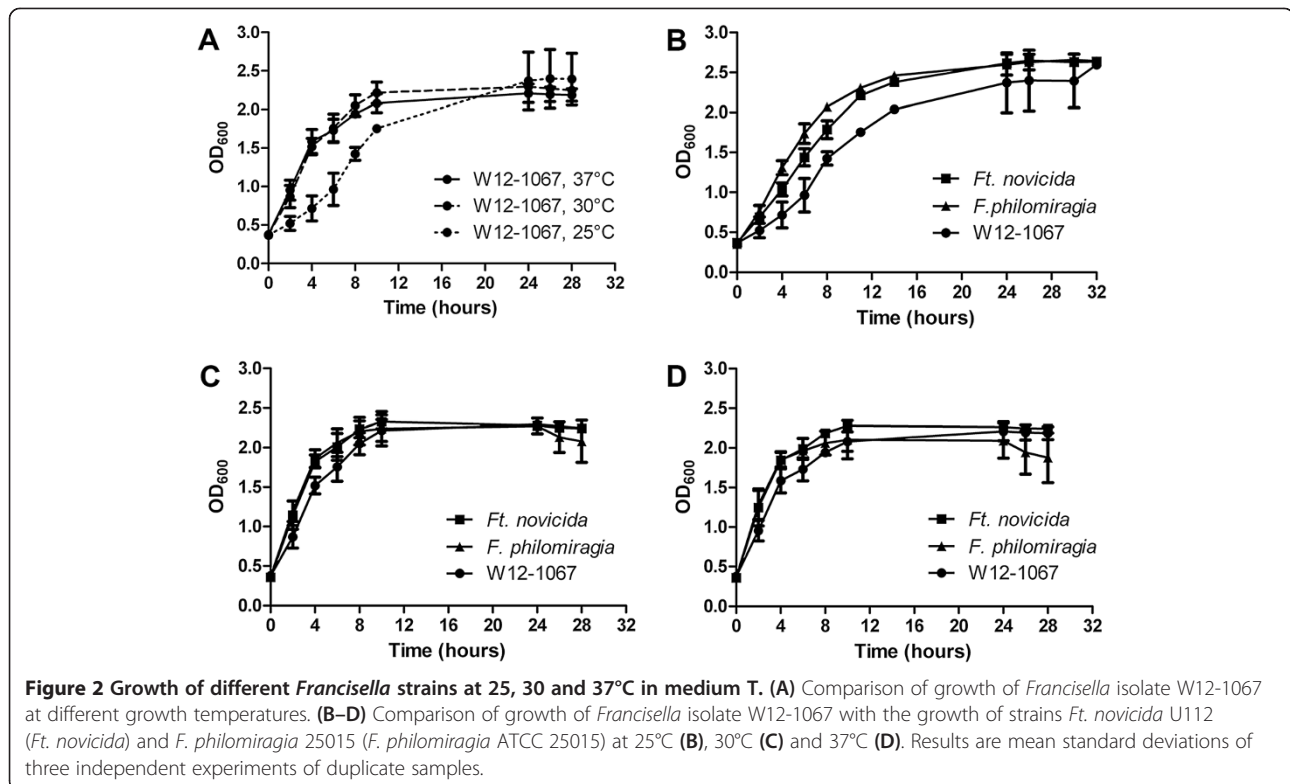 A
3.0
2.5
2.0
1.5
1.0
0.5
0.0
OD600
0 4 8 12 16 20 24 28 32
Time (hours)
W12-1067, 37°C
W12-1067, 30°C
W12-1067, 25°C
B
3.0
2.5
2.0
1.5
1.0
0.5
0.0
OD600
0 4 8 12 16 20 24 28 32
Time (hours)
Ft. novicida
F.philomiragia
W12-1067
C
3.0
2.5
2.0
1.5
1.0
0.5
0.0
OD600
0 4 8 12 16 20 24 28 32
Time (hours)
Ft. novicida
F. philomiragia
W12-1067
D
3.0
2.5
2.0
1.5
1.0
0.5
0.0
OD600
0 4 8 12 16 20 24 28 32
Time (hours)
Ft. novicida
F. philomiragia
W12-1067
Figure 2 Growth of different Francisella strains at 25, 30 and 37°C in medium T. (A) Comparison of growth of Francisella isolate W12-1067
at different growth temperatures. (B–D) Comparison of growth of Francisella isolate W12-1067 with the growth of strains Ft. novicida U112
(Ft. novicida) and F. philomiragia 25015 (F. philomiragia ATCC 25015) at 25°C (B), 30°C (C) and 37°C (D). Results are mean standard deviations of
three independent experiments of duplicate samples.